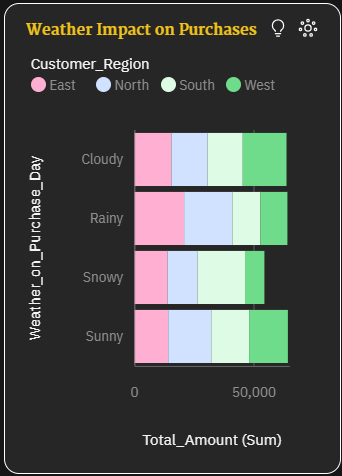 Weather Impact on Purchases
Customer_Region
East North South West
Weather_on_Purchase_Day
Cloudy
Rainy
Snowy
Sunny
0 50,000
Total_Amount (Sum)